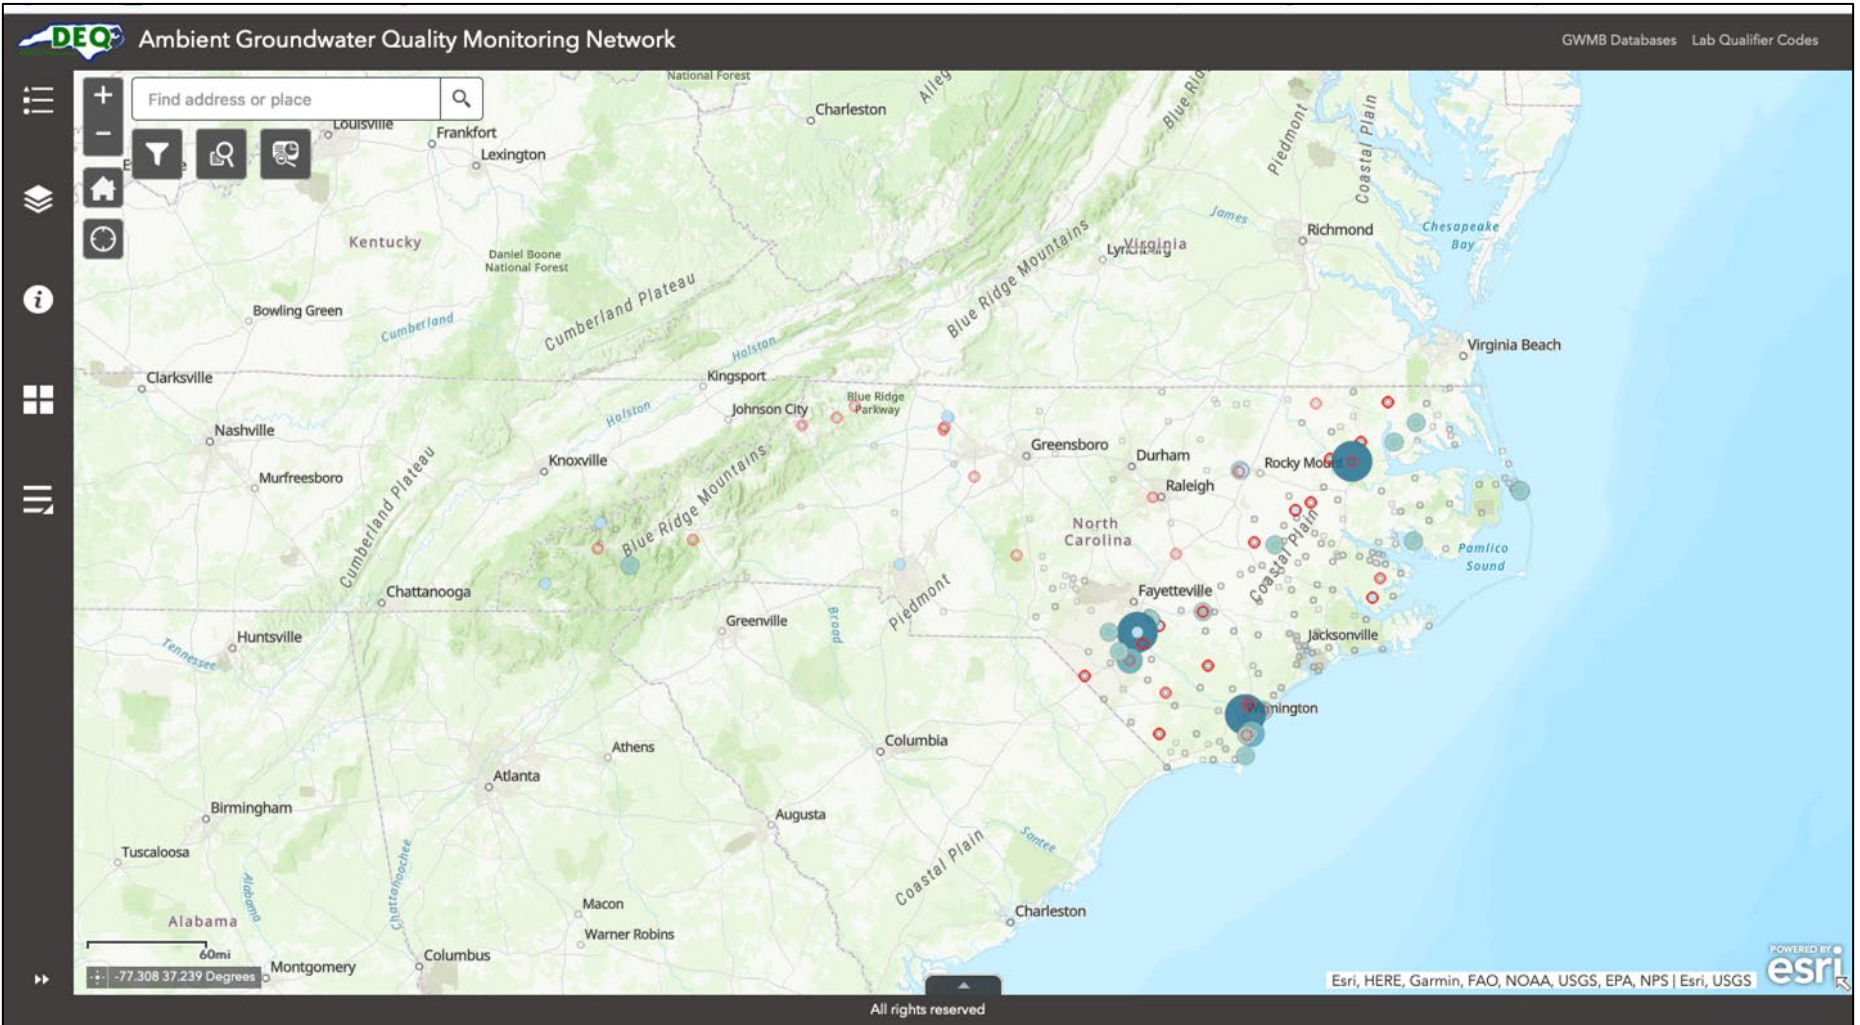 DEQ
Ambient Groundwater Quality Monitoring Network
GWMB Databases
Lab Qualifier Codes
Find address or place
National Forest
Charleston
Alleg
Blue Rid
Piedmont
Coastal Plain
Louisville
Frankfort
Lexington
James
Richmond
Chesapeake
Bay
Kentucky
Daniel Boone
National Forest
Virginia
Cumberland Plateau
Blue Ridge Mountains
Bowling Green
Cumberland
Holston
Virginia Beach
Clarksville
Kingsport
Johnson City
Blue Ridge
Parkway
Holston
Nashville
Greensboro
Durham
Rocky Mount
Knoxville
Murfreesboro
Cumberland Plateau
Blue Ridge Mountains
Raleigh
North
Carolina
Coastal Plain
Pamlico
Sound
Chattanooga
Fayetteville
Piedmont
Greenville
Broad
Huntsville
Tennessee
Jacksonville
Columbia
Athens
Atlanta
Birmingham
Augusta
Tuscaloosa
Chattahoochee
Alabama
Coastal Plain
Santee
Macon
Charleston
Alabama
Warner Robins
60mi
Columbus
Montgomery
-77.308 37.239 Degrees
POWERED BY
esri
Esri, HERE, Garmin, FAO, NOAA, USGS, EPA, NPS | Esri, USGS
All rights reserved